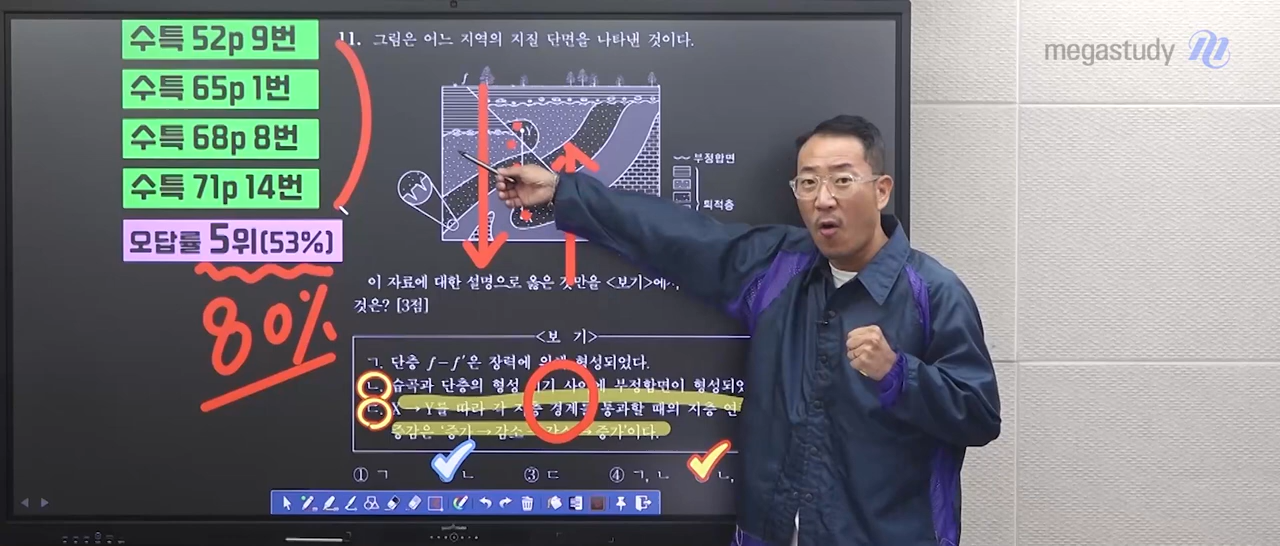 수특 52p 9번
수특 65p 1번
수특 68p 8번
수특 71p 14번
오답률 5위(53%)
80%
11. 그림은 어느 지역의 지질 단면을 나타낸 것이다.
f
Y
부정합면
퇴적층
이 자료에 대한 설명으로 옳은 것만을 <보기>에
것은? [3점]
<보 기>
ㄱ. 단층 f-f'은 장력에 의해 형성되었다.
ㄴ. 습곡과 단층의 형성 시기 사이에 부정합면이 형성되었
ㄷ. X → Y를 따라 각 지층 경계를 통과할 때의 지층 연
증감은 '증가 → 감소 → 감소 → 증가'이다.
① ㄱ
ㄴ
③ ㄷ
④ ㄱ, ㄴ
ㄴ,
megastudy